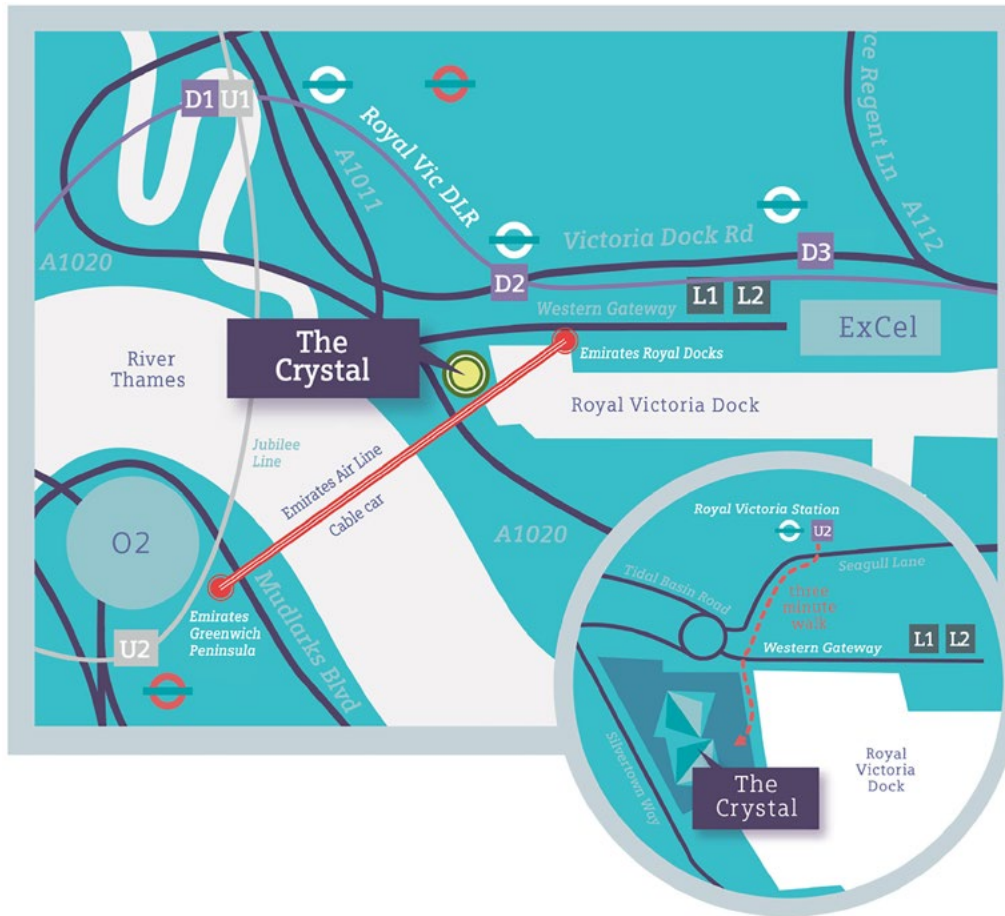 D1
U1
Royal Vic DLR
A1011
ce Regent Ln
A112
A1020
Victoria Dock Rd
D3
D2
L1
L2
Western Gateway
ExCel
The
Crystal
River
Thames
Emirates Royal Docks
Royal Victoria Dock
Jubilee
Line
Emirates Air Line
Cable car
A1020
O2
Mudlarks Blvd
Emirates
Greenwich
Peninsula
U2
Royal Victoria Station
U2
Seagull Lane
Tidal Basin Road
three
minute
walk
Western Gateway
L1
L2
Silvertown Way
Royal
Victoria
Dock
The
Crystal